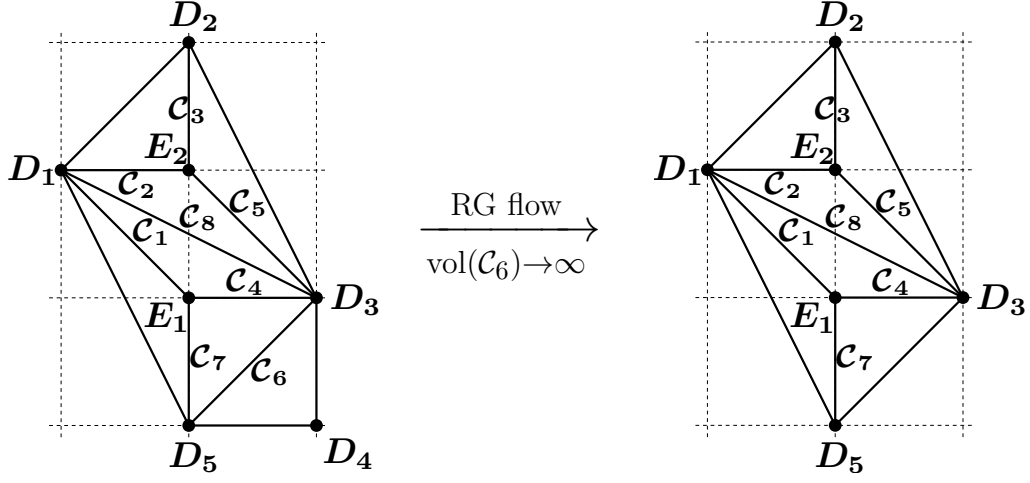 D₂
𝒞₃
D₁
E₂
𝒞₂
𝒞₈
𝒞₅
𝒞₁
𝒞₄
E₁
D₃
𝒞₇
𝒞₆
D₅
D₄
RG flow
vol(𝒞₆)→∞
D₂
𝒞₃
D₁
E₂
𝒞₂
𝒞₈
𝒞₅
𝒞₁
𝒞₄
E₁
D₃
𝒞₇
D₅